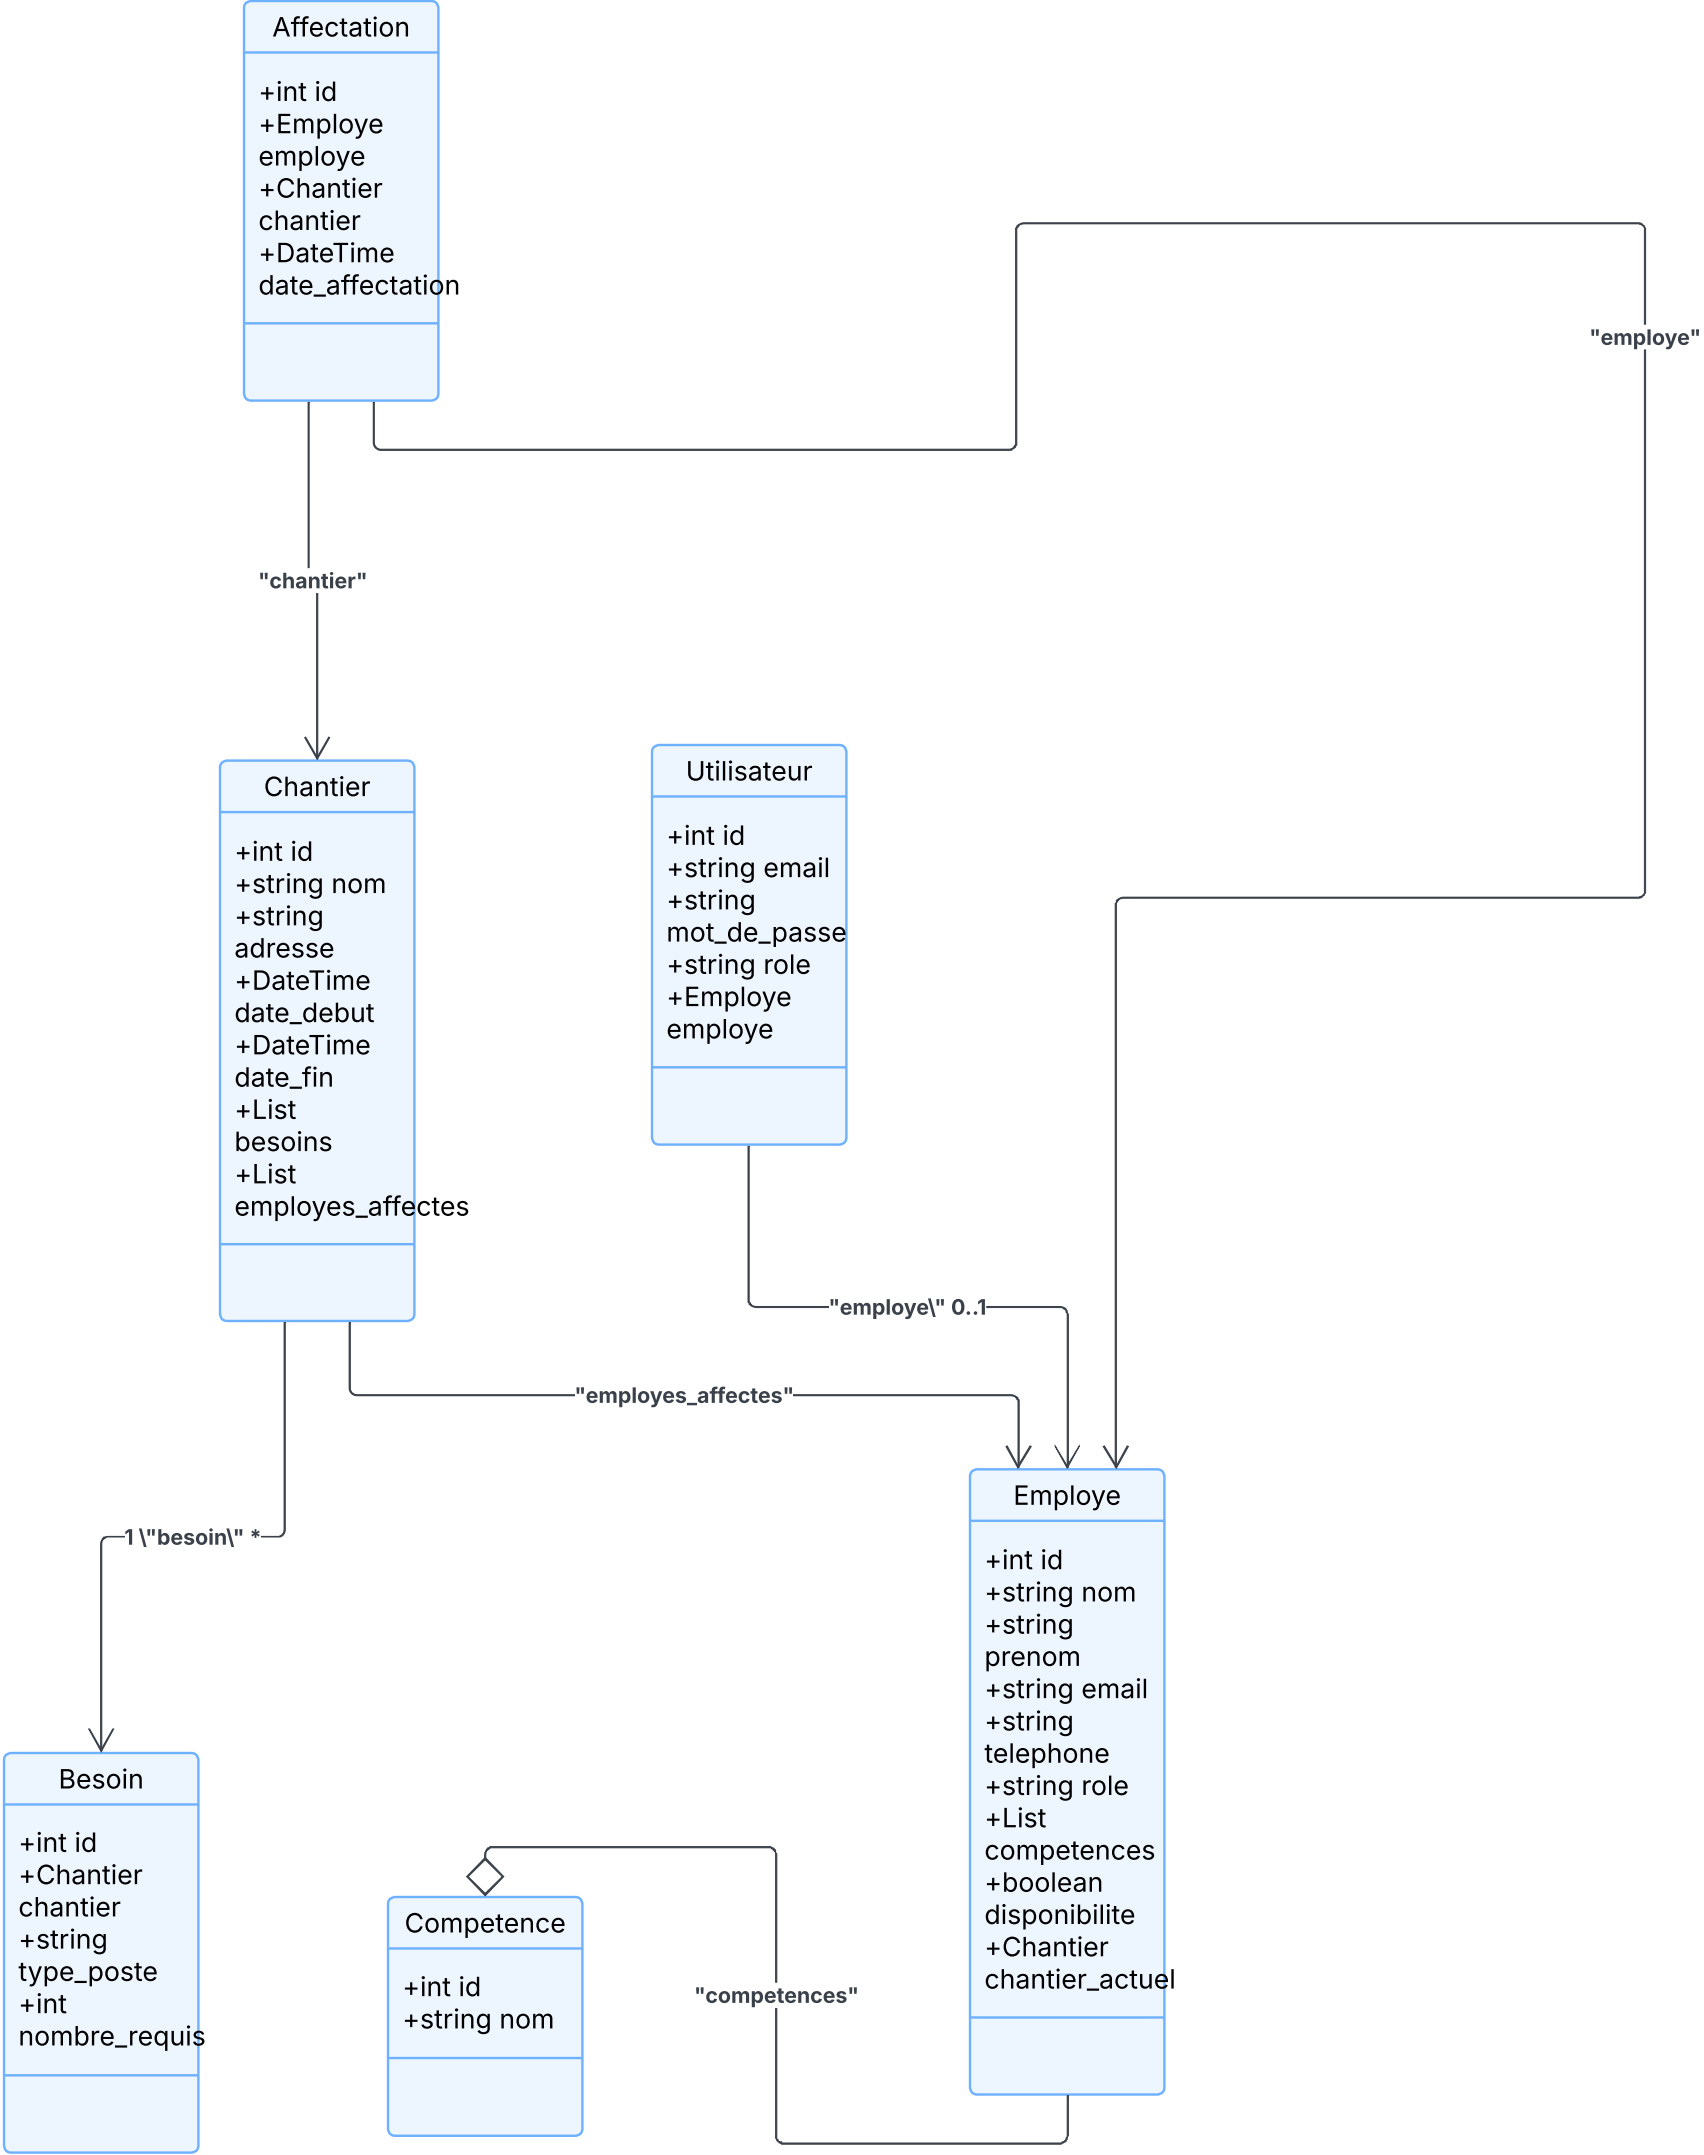 Affectation
+int id
+Employe
employe
+Chantier
chantier
+DateTime
date_affectation
"employe"
"chantier"
Chantier
+int id
+string nom
+string
adresse
+DateTime
date_debut
+DateTime
date_fin
+List
besoins
+List
employes_affectes
Utilisateur
+int id
+string email
+string
mot_de_passe
+string role
+Employe
employe
"employe\" 0..1
"employes_affectes"
1 \"besoin\" *
Employe
+int id
+string nom
+string
prenom
+string email
+string
telephone
+string role
+List
competences
+boolean
disponibilite
+Chantier
chantier_actuel
Besoin
+int id
+Chantier
chantier
+string
type_poste
+int
nombre_requis
Competence
+int id
+string nom
"competences"